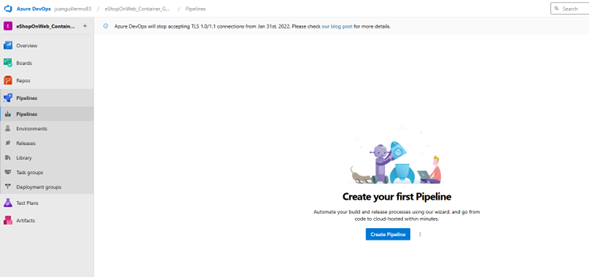 Azure DevOps juanguillermo83 / eShopOnWeb_Container_G... / Pipelines
Search
E eShopOnWeb_Contain... +
Azure DevOps will stop accepting TLS 1.0/1.1 connections from Jan 31st, 2022. Please check our blog post for more details.
Overview
Boards
Repos
Pipelines
Pipelines
Environments
Releases
Library
Task groups
Deployment groups
Test Plans
Artifacts
Create your first Pipeline
Automate your build and release processes using our wizard, and go from
code to cloud-hosted within minutes.
Create Pipeline